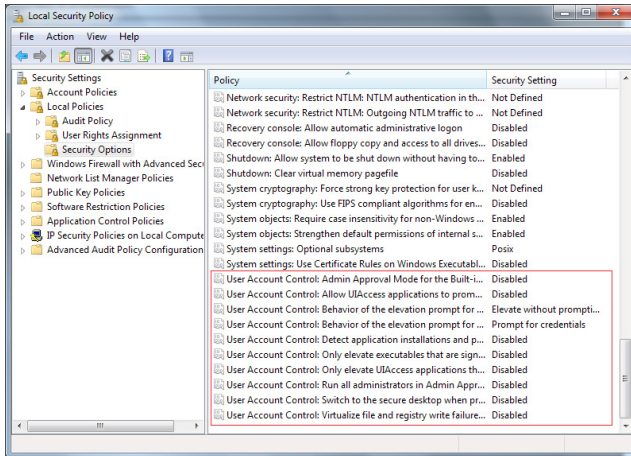 Local Security Policy
File Action View Help
Security Settings
Account Policies
Local Policies
Audit Policy
User Rights Assignment
Security Options
Windows Firewall with Advanced Secu
Network List Manager Policies
Public Key Policies
Software Restriction Policies
Application Control Policies
IP Security Policies on Local Compute
Advanced Audit Policy Configuration
Policy Security Setting
Network security: Restrict NTLM: NTLM authentication in th... Not Defined
Network security: Restrict NTLM: Outgoing NTLM traffic to ... Not Defined
Recovery console: Allow automatic administrative logon Disabled
Recovery console: Allow floppy copy and access to all drives... Disabled
Shutdown: Allow system to be shut down without having to... Enabled
Shutdown: Clear virtual memory pagefile Disabled
System cryptography: Force strong key protection for user k... Not Defined
System cryptography: Use FIPS compliant algorithms for en... Disabled
System objects: Require case insensitivity for non-Windows ... Enabled
System objects: Strengthen default permissions of internal s... Enabled
System settings: Optional subsystems Posix
System settings: Use Certificate Rules on Windows Executabl... Disabled
User Account Control: Admin Approval Mode for the Built-i... Disabled
User Account Control: Allow UIAccess applications to prom... Disabled
User Account Control: Behavior of the elevation prompt for ... Elevate without prompti...
User Account Control: Behavior of the elevation prompt for ... Prompt for credentials
User Account Control: Detect application installations and p... Disabled
User Account Control: Only elevate executables that are sign... Disabled
User Account Control: Only elevate UIAccess applications th... Disabled
User Account Control: Run all administrators in Admin Appr... Disabled
User Account Control: Switch to the secure desktop when pr... Disabled
User Account Control: Virtualize file and registry write failure... Disabled